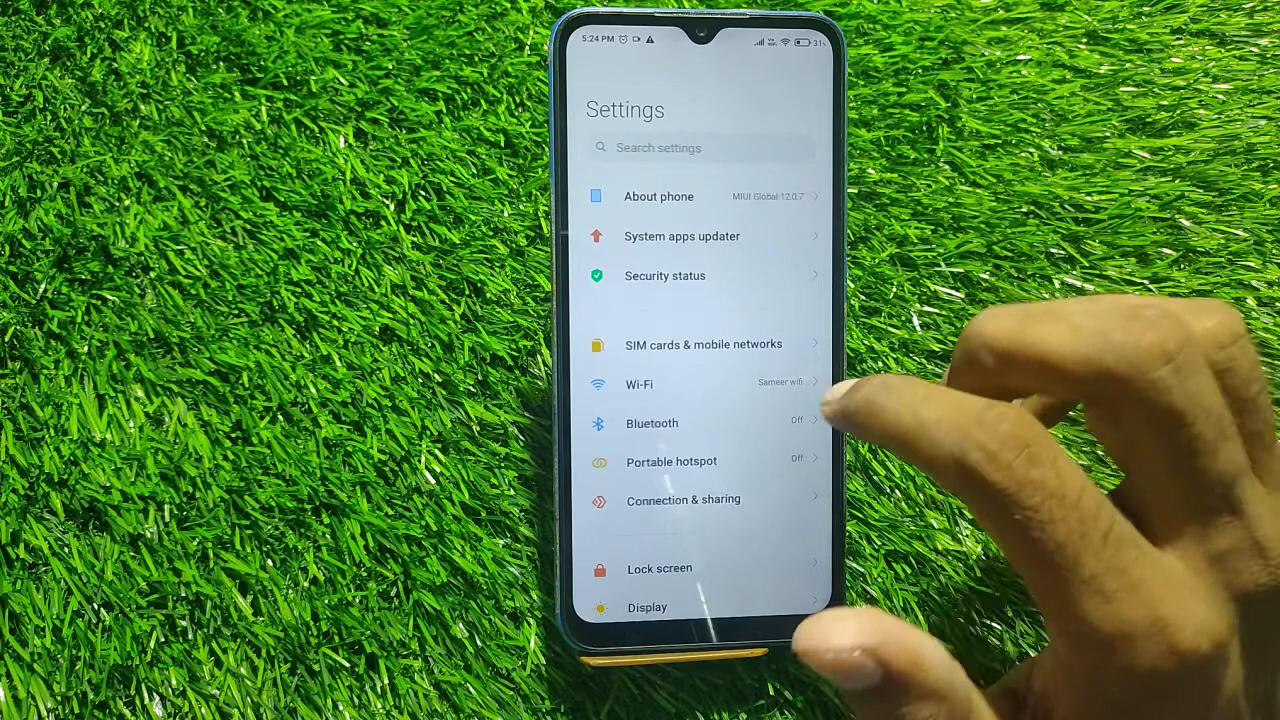 5:24 PM 31%
Settings
Search settings
About phone MIUI Global 12.0.7
System apps updater
Security status
SIM cards & mobile networks
Wi-Fi Sameer wifi
Bluetooth Off
Portable hotspot Off
Connection & sharing
Lock screen
Display